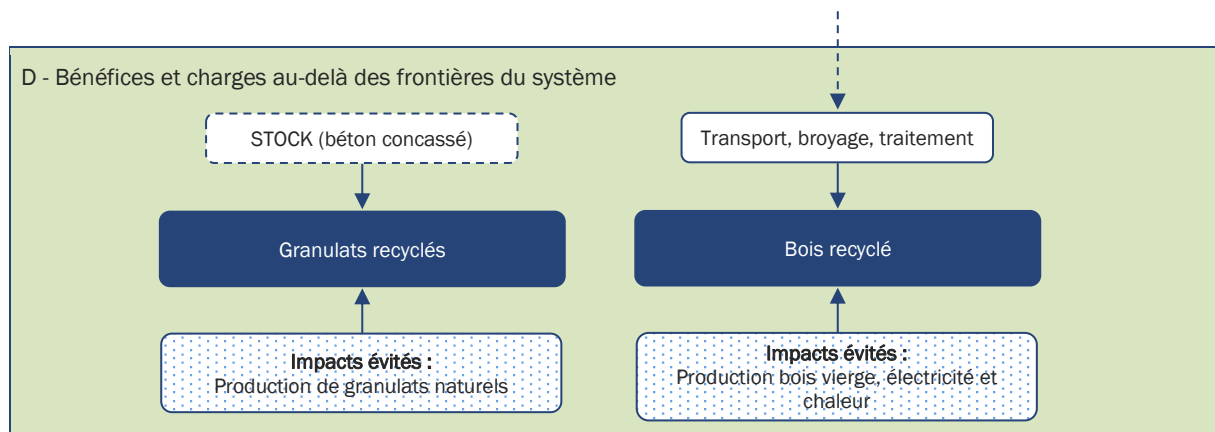 D - Bénéfices et charges au-delà des frontières du système
STOCK (béton concassé)
Transport, broyage, traitement
Granulats recyclés
Bois recyclé
Impacts évités :
Production de granulats naturels
Impacts évités :
Production bois vierge, électricité et
chaleur